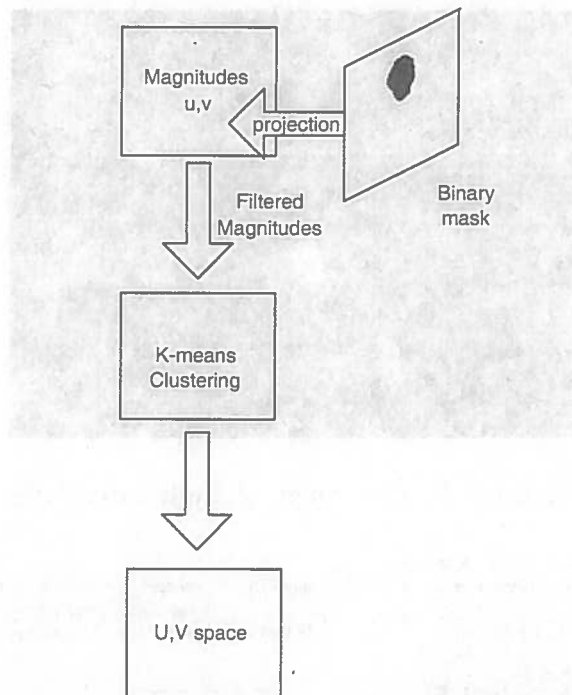 Magnitudes
u,v
projection
Binary
mask
Filtered
Magnitudes
K-means
Clustering
U,V space